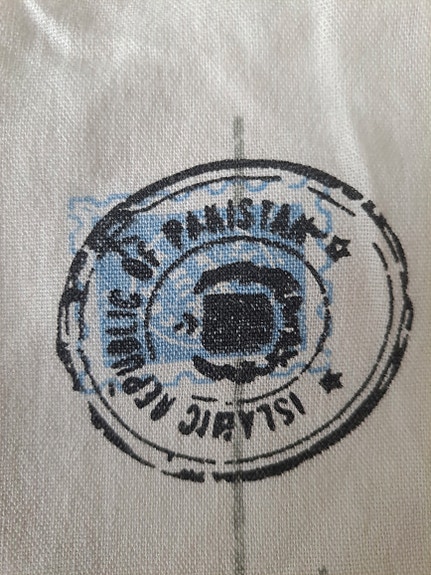 ISLAMIC REPUBLIC OF PAKISTAN